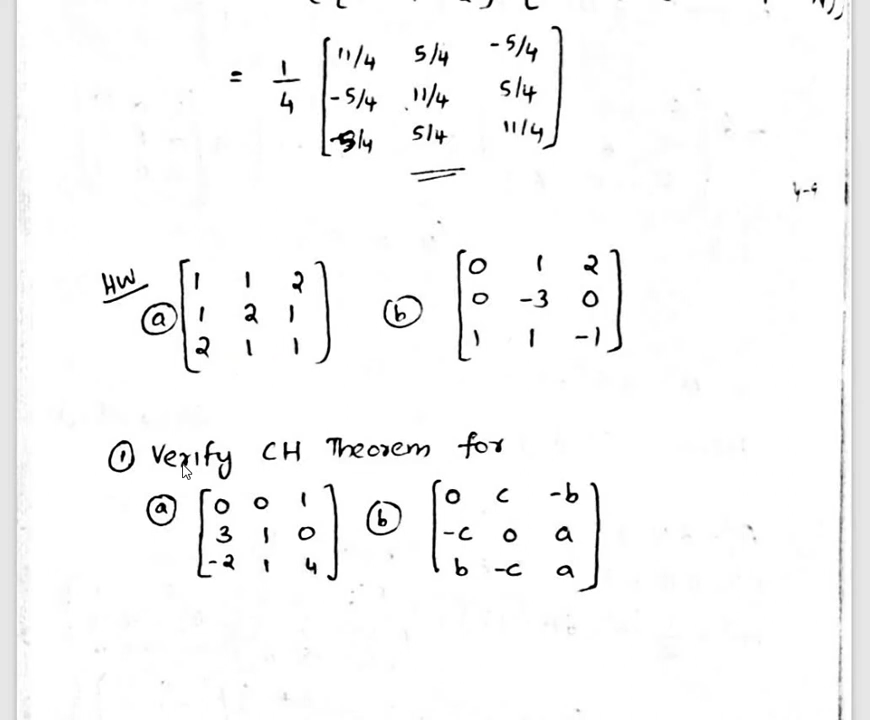 = 1/4 [11/4 5/4 -5/4
-5/4 11/4 5/4
5/4 5/4 11/4]
HW
ⓐ [1 1 2
1 2 1
2 1 1]
ⓑ [0 1 2
0 -3 0
1 1 -1]
① Verify CH Theorem for
ⓐ [0 0 1
3 1 0
-2 1 4]
ⓑ [0 c -b
-c 0 a
b -c a]